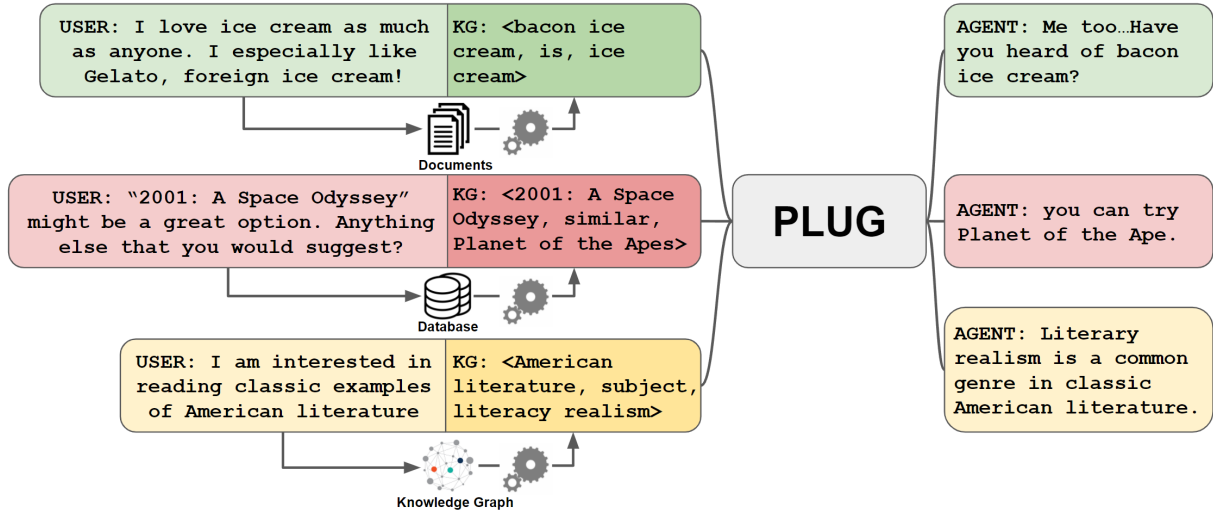 USER: I love ice cream as much
as anyone. I especially like
Gelato, foreign ice cream!
KG: <bacon ice
cream, is, ice
cream>
Documents
USER: “2001: A Space Odyssey”
might be a great option. Anything
else that you would suggest?
KG: <2001: A Space
Odyssey, similar,
Planet of the Apes>
Database
USER: I am interested in
reading classic examples
of American literature
KG: <American
literature, subject,
literacy realism>
Knowledge Graph
PLUG
AGENT: Me too…Have
you heard of bacon
ice cream?
AGENT: you can try
Planet of the Ape.
AGENT: Literary
realism is a common
genre in classic
American literature.